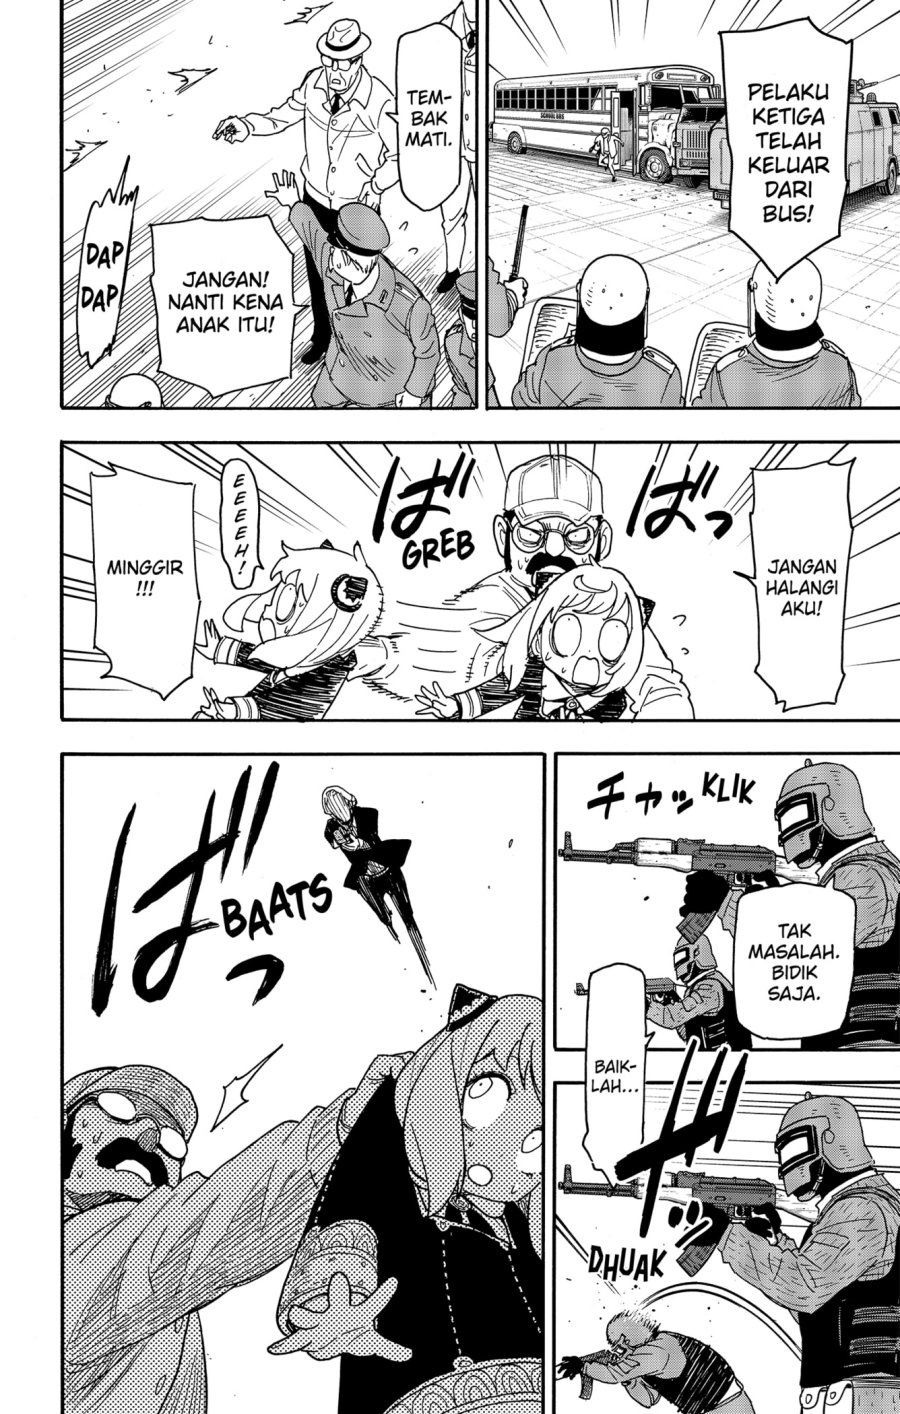 PELAKU
KETIGA
TELAH
KELUAR
DARI
BUS!
SCHOOL BUS
TEM-
BAK
MATI.
JANGAN!
NANTI KENA
ANAK ITU!
DAP
DAP
JANGAN
HALANGI
AKU!
ばっ
ば
GREB
EEEEH!
MINGGIR
!!!
チャッ
KLIK
TAK
MASALAH.
BIDIK
SAJA.
BAIK-
LAH...
ドッ
DHUAK
ばっ
BAATS